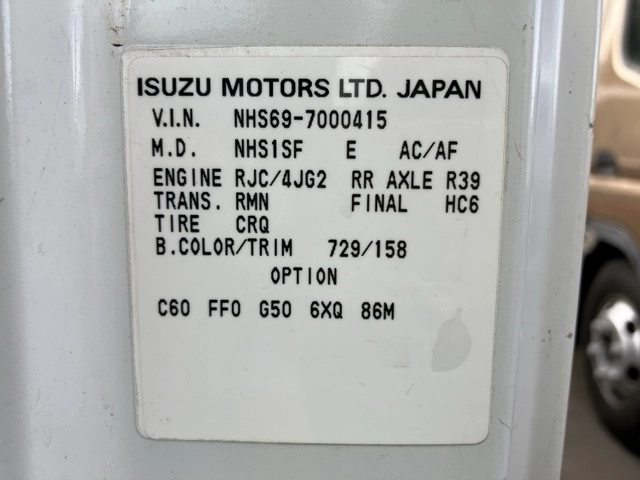 ISUZU MOTORS LTD. JAPAN
V.I.N. NHS69-7000415
M.D. NHS1SF E AC/AF
ENGINE RJC/4JG2 RR AXLE R39
TRANS. RMN FINAL HC6
TIRE CRQ
B.COLOR/TRIM 729/158
OPTION
C60 FF0 G50 6XQ 86M